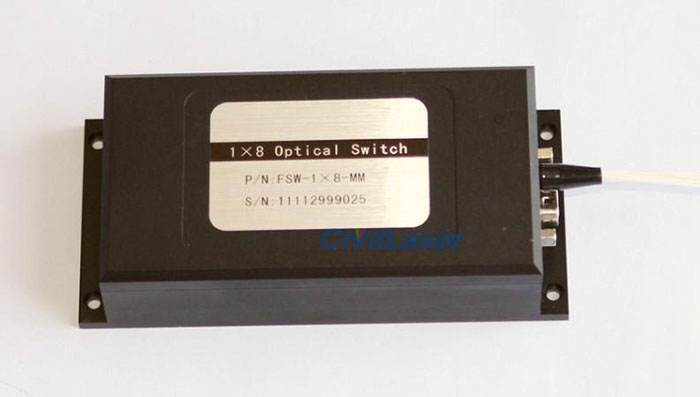 1×8 Optical Switch
P/N:FSW-1×8-MM
S/N:11112999025
CivilLaser